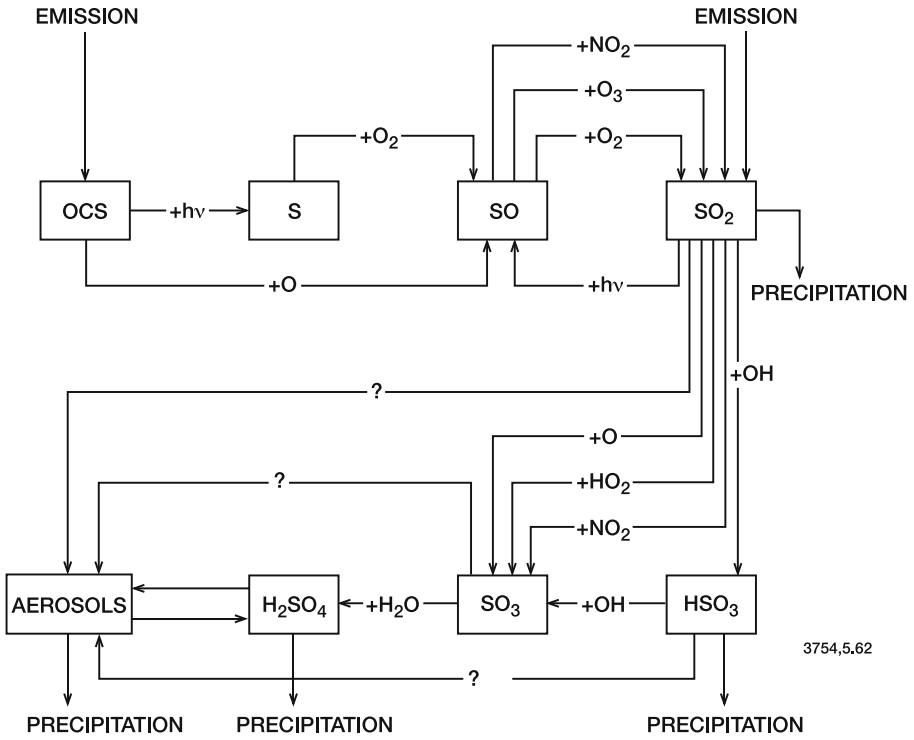 EMISSION
EMISSION
+NO₂
+O₃
+O₂
+O₂
OCS
+hν
S
SO
SO₂
+O
+hν
PRECIPITATION
+OH
?
+O
?
+HO₂
+NO₂
AEROSOLS
H₂SO₄
+H₂O
SO₃
+OH
HSO₃
3754,5.62
?
PRECIPITATION
PRECIPITATION
PRECIPITATION